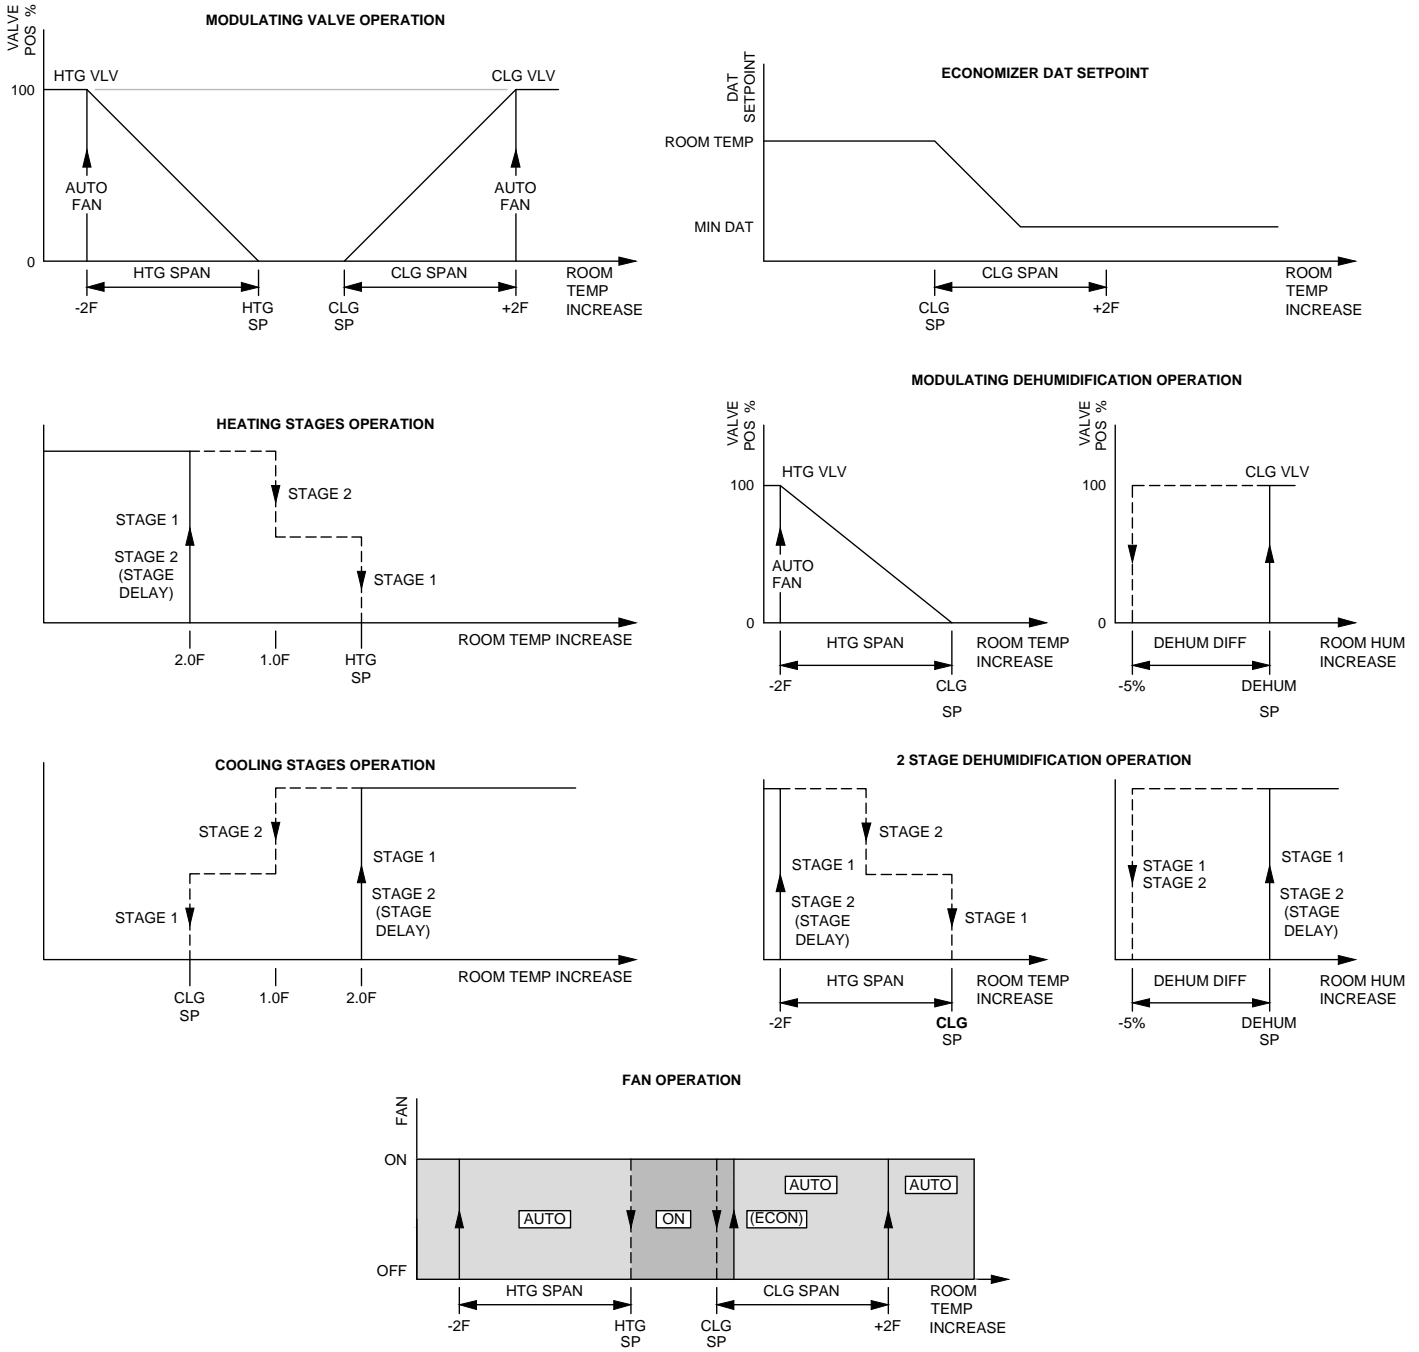 MODULATING VALVE OPERATION
VALVE
POS %
HTG VLV
CLG VLV
100
AUTO
FAN
AUTO
FAN
0
HTG SPAN
CLG SPAN
ROOM
TEMP
INCREASE
-2F
HTG
SP
CLG
SP
+2F
ECONOMIZER DAT SETPOINT
DAT
SETPOINT
ROOM TEMP
MIN DAT
CLG SPAN
ROOM
TEMP
INCREASE
CLG
SP
+2F
HEATING STAGES OPERATION
STAGE 2
STAGE 1
STAGE 2
(STAGE
DELAY)
STAGE 1
ROOM TEMP INCREASE
2.0F
1.0F
HTG
SP
MODULATING DEHUMIDIFICATION OPERATION
VALVE
POS %
HTG VLV
100
AUTO
FAN
0
HTG SPAN
ROOM TEMP
INCREASE
-2F
CLG
SP
VALVE
POS %
CLG VLV
100
0
DEHUM DIFF
ROOM HUM
INCREASE
-5%
DEHUM
SP
COOLING STAGES OPERATION
STAGE 2
STAGE 1
STAGE 2
(STAGE
DELAY)
STAGE 1
ROOM TEMP INCREASE
CLG
SP
1.0F
2.0F
2 STAGE DEHUMIDIFICATION OPERATION
STAGE 2
STAGE 1
STAGE 2
(STAGE
DELAY)
STAGE 1
HTG SPAN
ROOM TEMP
INCREASE
-2F
CLG
SP
STAGE 1
STAGE 2
STAGE 1
STAGE 2
(STAGE
DELAY)
DEHUM DIFF
ROOM HUM
INCREASE
-5%
DEHUM
SP
FAN OPERATION
FAN
ON
AUTO
AUTO
AUTO
ON
(ECON)
OFF
HTG SPAN
CLG SPAN
ROOM
TEMP
INCREASE
-2F
HTG
SP
CLG
SP
+2F